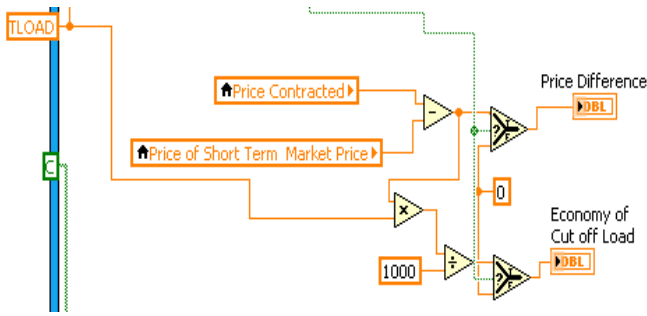 TLOAD
Price Contracted
Price Difference
DBL
-
?
T
F
Price of Short Term Market Price
C
x
0
Economy of
Cut off Load
DBL
1000
÷
?
T
F